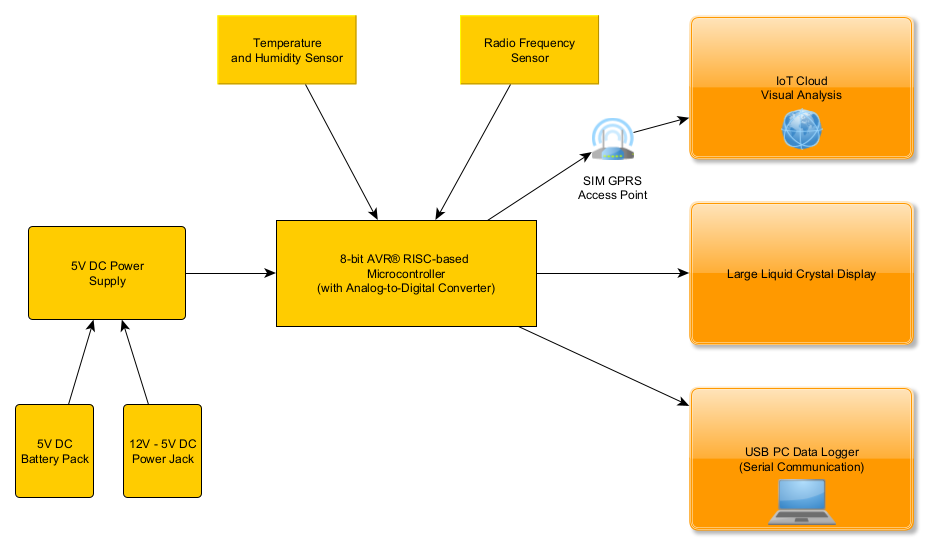 Temperature
and Humidity Sensor
Radio Frequency
Sensor
IoT Cloud
Visual Analysis
SIM GPRS
Access Point
5V DC Power
Supply
8-bit AVR® RISC-based
Microcontroller
(with Analog-to-Digital Converter)
Large Liquid Crystal Display
5V DC
Battery Pack
12V - 5V DC
Power Jack
USB PC Data Logger
(Serial Communication)